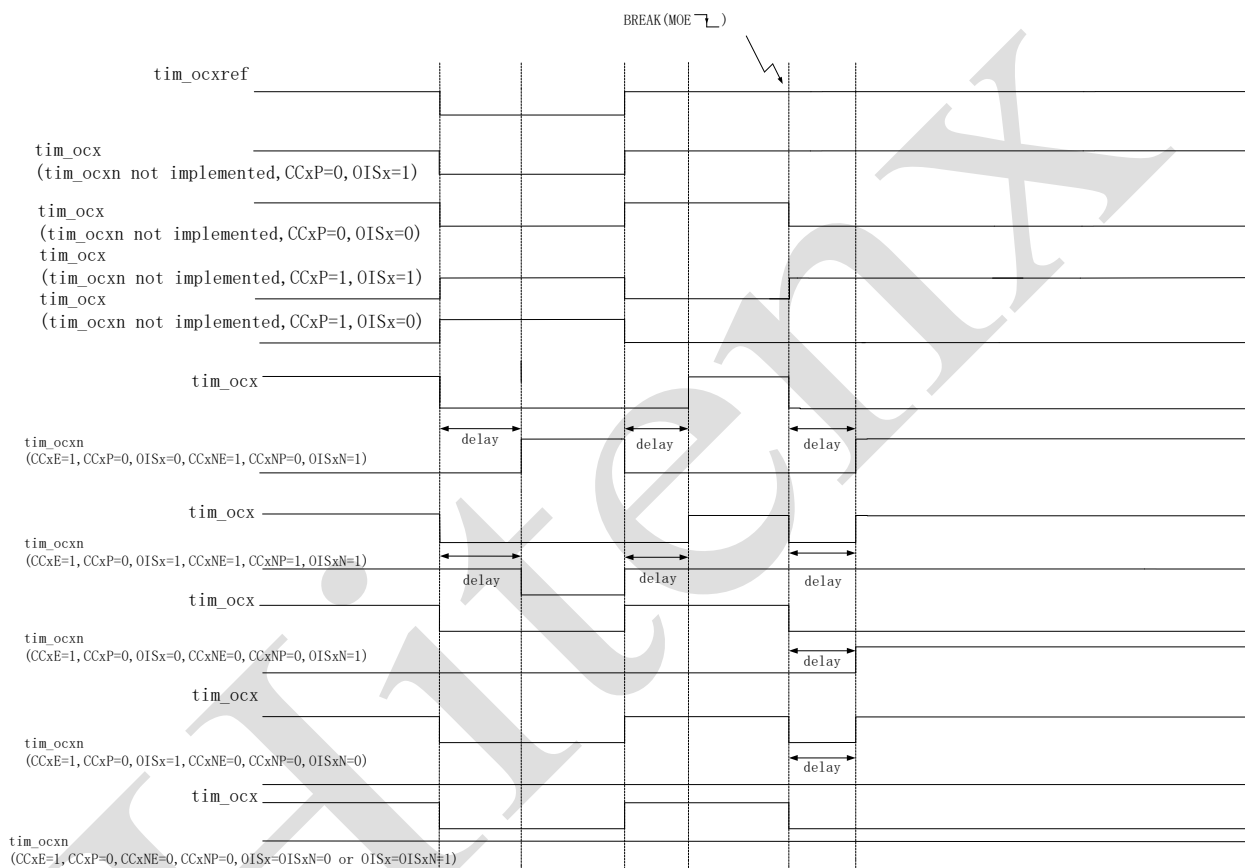 BREAK(MOE )
tim_ocxref
tim_ocx
(tim_ocxn not implemented,CCxP=0,OISx=1)
tim_ocx
(tim_ocxn not implemented,CCxP=0,OISx=0)
tim_ocx
(tim_ocxn not implemented,CCxP=1,OISx=1)
tim_ocx
(tim_ocxn not implemented,CCxP=1,OISx=0)
tim_ocx
delay
delay
delay
tim_ocxn
(CCxE=1,CCxP=0,OISx=0,CCxNE=1,CCxNP=0,OISxN=1)
tim_ocx
tim_ocxn
(CCxE=1,CCxP=0,OISx=1,CCxNE=1,CCxNP=1,OISxN=1)
delay
delay
delay
tim_ocx
tim_ocxn
(CCxE=1,CCxP=0,OISx=0,CCxNE=0,CCxNP=0,OISxN=1)
delay
tim_ocx
tim_ocxn
(CCxE=1,CCxP=0,OISx=1,CCxNE=0,CCxNP=0,OISxN=0)
delay
tim_ocx
tim_ocxn
(CCxE=1,CCxP=0,CCxNE=0,CCxNP=0,OISx=OISxN=0 or OISx=OISxN=1)
Hitenx